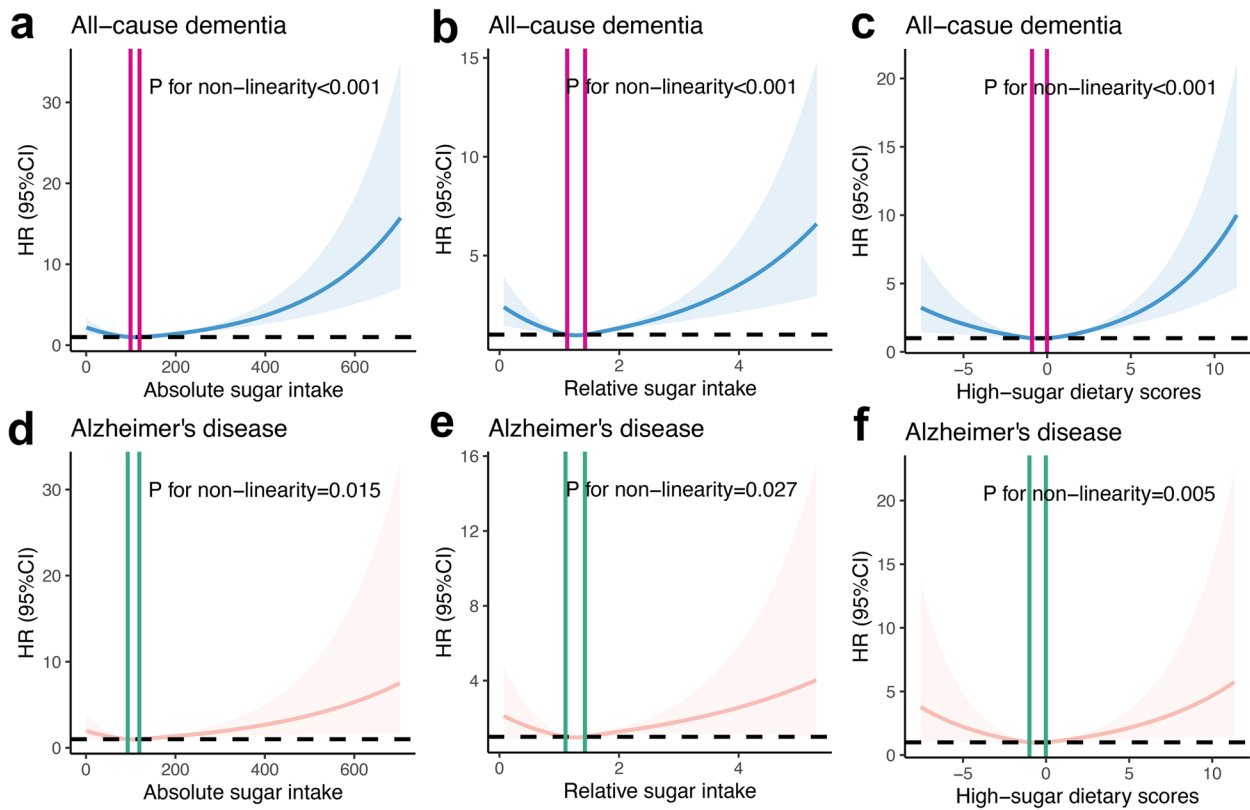 a All−cause dementia
P for non−linearity<0.001
HR (95%CI)
30
20
10
0
0 200 400 600
Absolute sugar intake
b All−cause dementia
P for non−linearity<0.001
HR (95%CI)
15
10
5
0 2 4
Relative sugar intake
c All−casue dementia
P for non−linearity<0.001
HR (95%CI)
20
15
10
5
0
−5 0 5 10
High−sugar dietary scores
d Alzheimer's disease
P for non−linearity=0.015
HR (95%CI)
30
20
10
0
0 200 400 600
Absolute sugar intake
e Alzheimer's disease
P for non−linearity=0.027
HR (95%CI)
16
12
8
4
0 2 4
Relative sugar intake
f Alzheimer's disease
P for non−linearity=0.005
HR (95%CI)
20
15
10
5
0
−5 0 5 10
High−sugar dietary scores